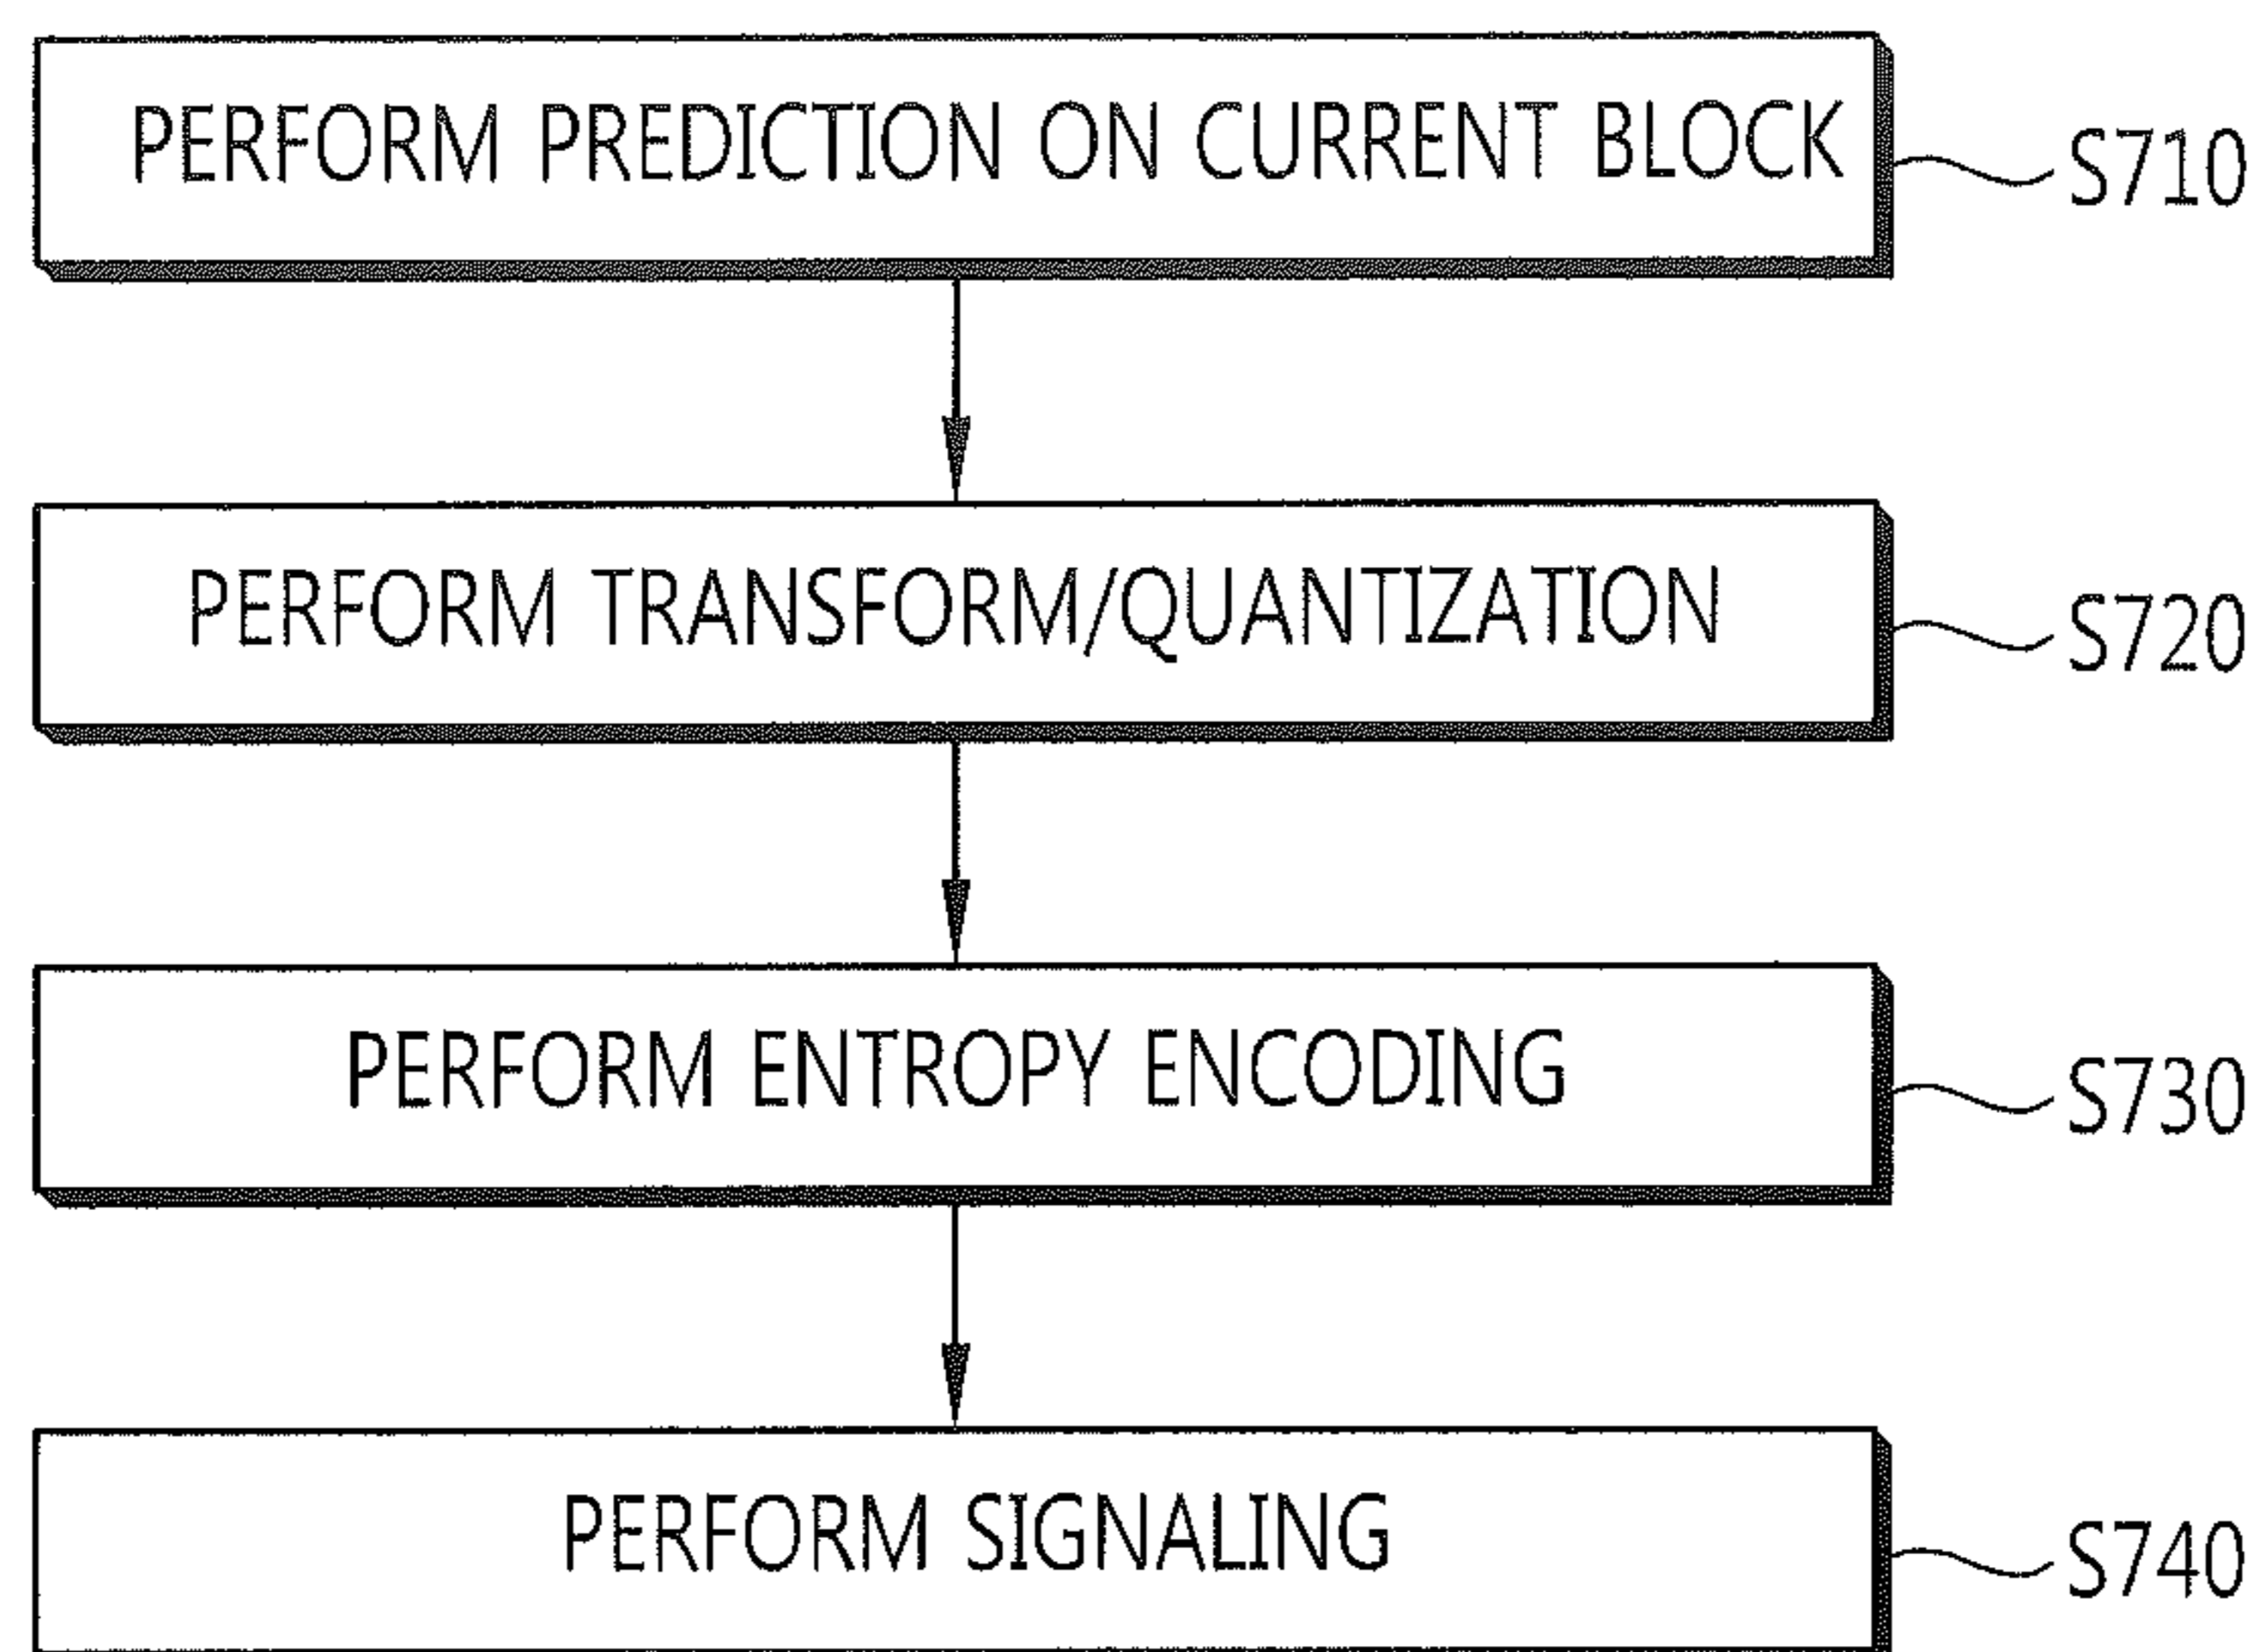 PERFORM PREDICTION ON CURRENT BLOCK
S710
PERFORM TRANSFORM/QUANTIZATION
S720
PERFORM ENTROPY ENCODING
S730
PERFORM SIGNALING
S740